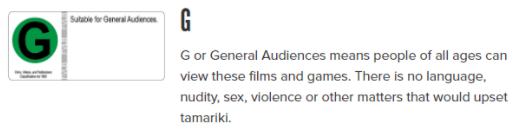 Suitable for General Audiences.
G
G
G or General Audiences means people of all ages can
view these films and games. There is no language,
nudity, sex, violence or other matters that would upset
tamariki.